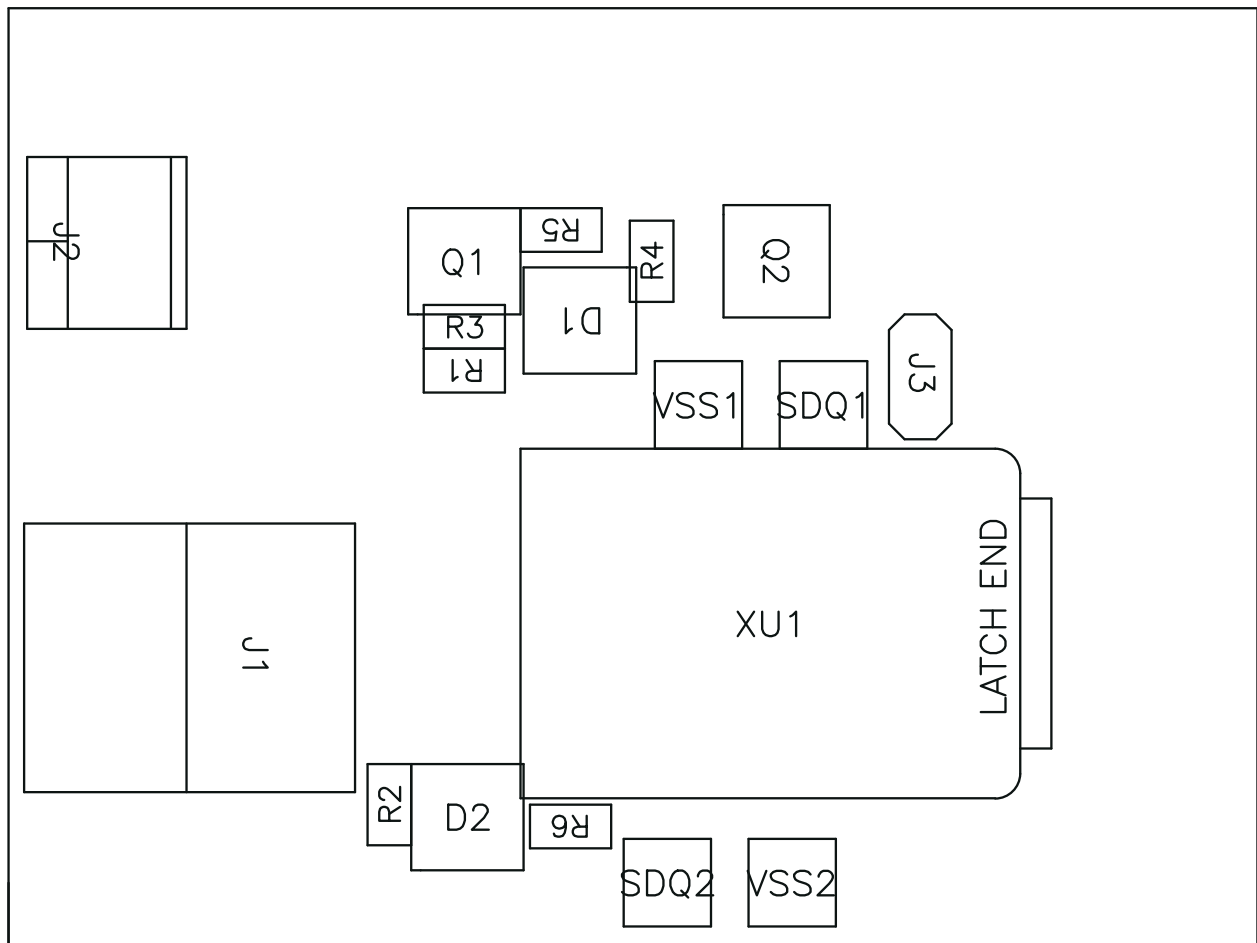 J2
Q1
R5
R4
Q2
D1
R3
R1
J3
VSS1
SDQ1
XU1
LATCH END
J1
R2
D2
R6
SDQ2
VSS2